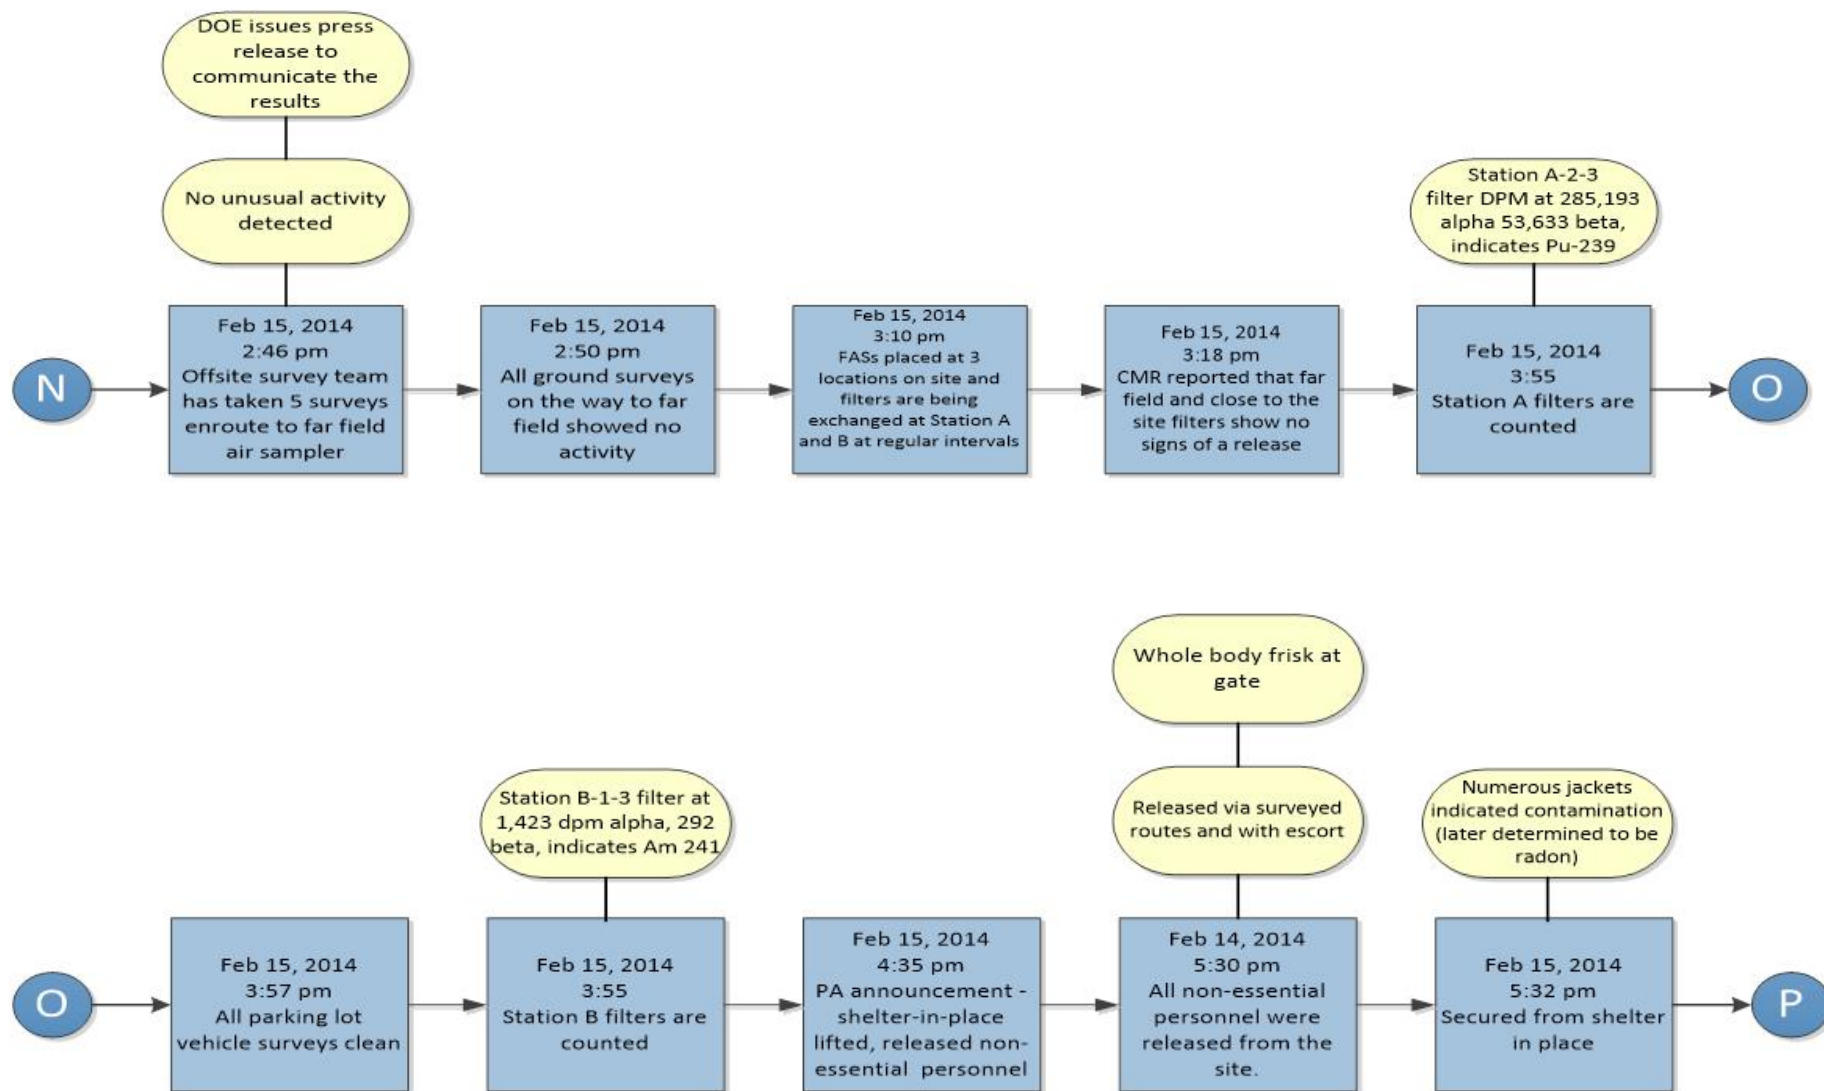 DOE issues press
release to
communicate the
results
No unusual activity
detected
Station A-2-3
filter DPM at 285,193
alpha 53,633 beta,
indicates Pu-239
N
Feb 15, 2014
2:46 pm
Offsite survey team
has taken 5 surveys
enroute to far field
air sampler
Feb 15, 2014
2:50 pm
All ground surveys
on the way to far
field showed no
activity
Feb 15, 2014
3:10 pm
FASs placed at 3
locations on site and
filters are being
exchanged at Station A
and B at regular intervals
Feb 15, 2014
3:18 pm
CMR reported that far
field and close to the
site filters show no
signs of a release
Feb 15, 2014
3:55
Station A filters are
counted
O
Whole body frisk at
gate
Station B-1-3 filter at
1,423 dpm alpha, 292
beta, indicates Am 241
Released via surveyed
routes and with escort
Numerous jackets
indicated contamination
(later determined to be
radon)
O
Feb 15, 2014
3:57 pm
All parking lot
vehicle surveys clean
Feb 15, 2014
3:55
Station B filters are
counted
Feb 15, 2014
4:35 pm
PA announcement -
shelter-in-place
lifted, released non-
essential personnel
Feb 14, 2014
5:30 pm
All non-essential
personnel were
released from the
site.
Feb 15, 2014
5:32 pm
Secured from shelter
in place
P